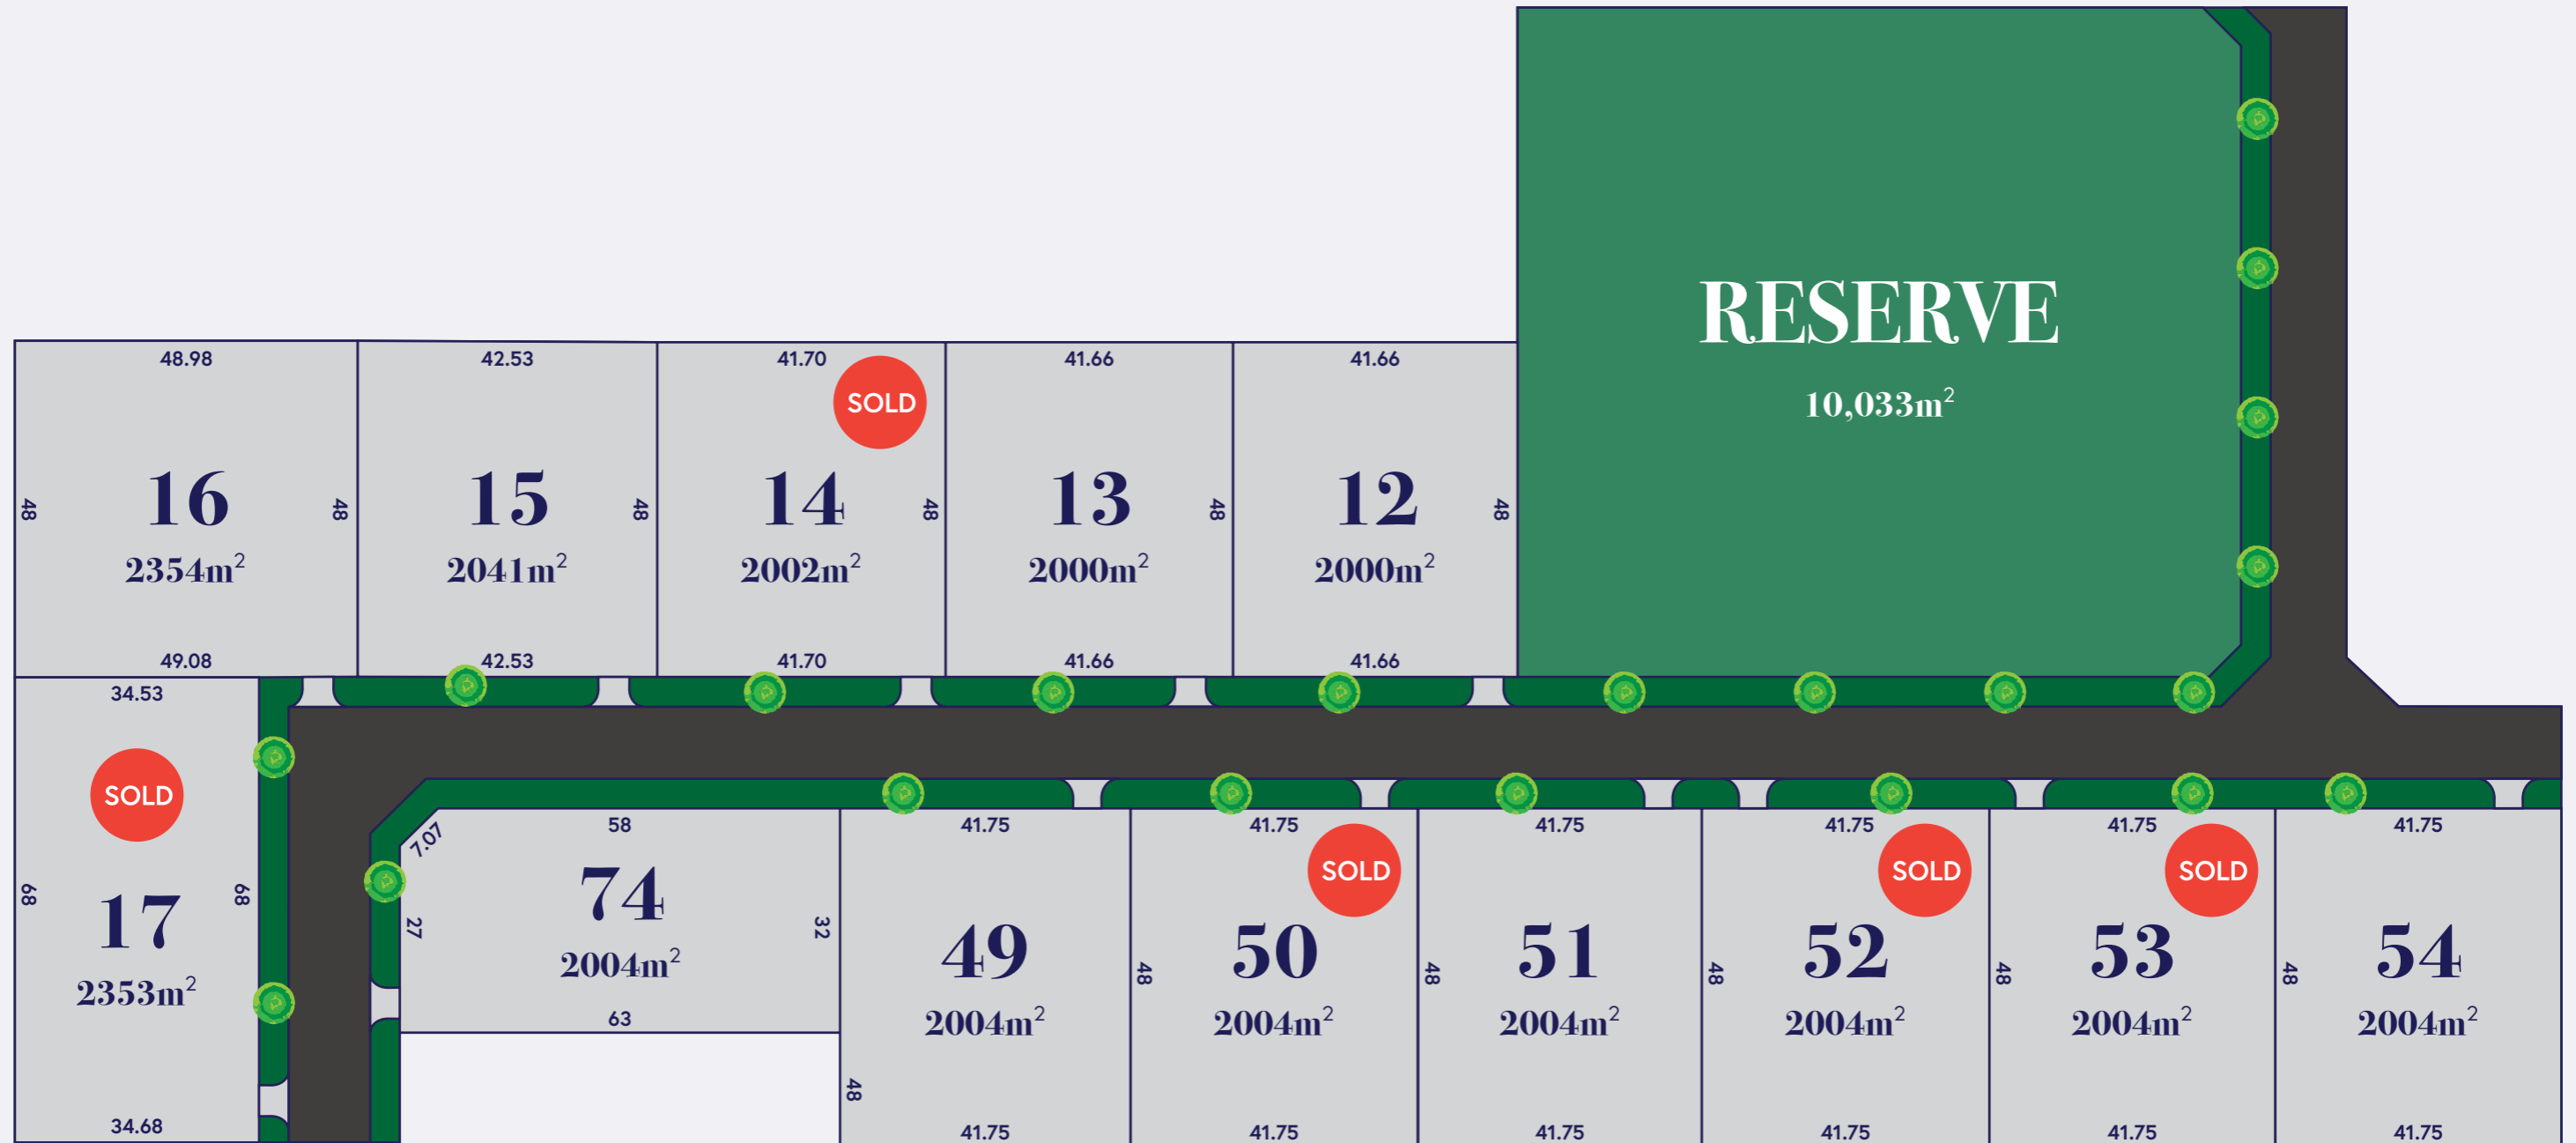 RESERVE
10,033m²
48.98
48
48
16
2354m²
49.08
42.53
48
15
2041m²
42.53
41.70
SOLD
48
14
2002m²
41.70
41.66
48
13
2000m²
41.66
41.66
48
12
2000m²
41.66
34.53
SOLD
68
68
17
2353m²
34.68
7.07
58
27
32
74
2004m²
63
41.75
49
2004m²
48
48
41.75
41.75
SOLD
50
2004m²
48
41.75
41.75
51
2004m²
48
41.75
41.75
SOLD
52
2004m²
48
41.75
41.75
SOLD
53
2004m²
48
41.75
41.75
54
2004m²
41.75